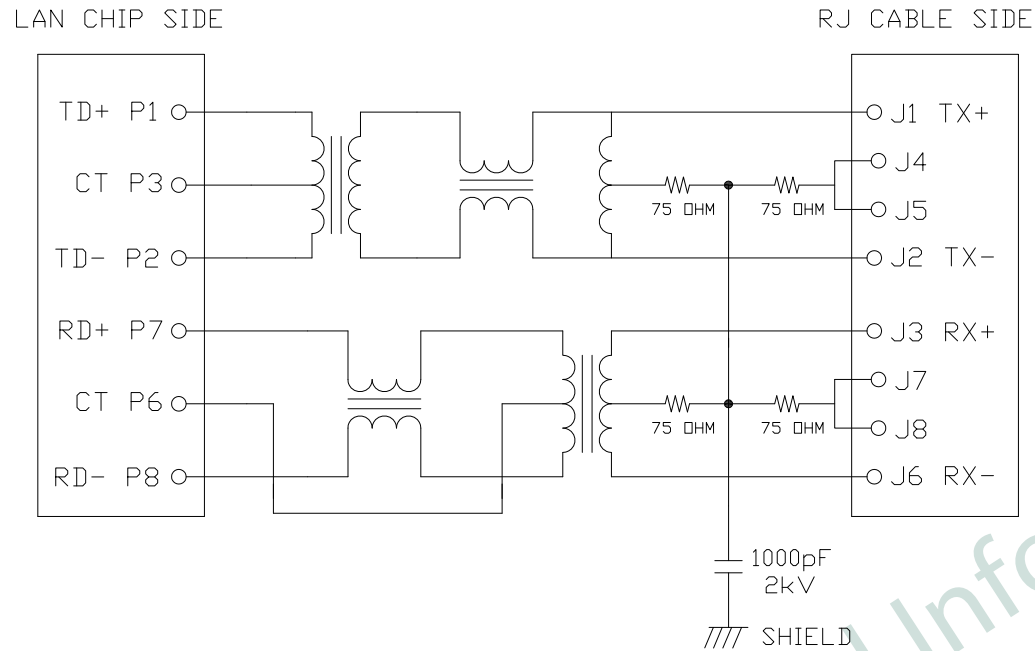 LAN CHIP SIDE
RJ CABLE SIDE
TD+ P1
CT P3
TD- P2
RD+ P7
CT P6
RD- P8
75 OHM
75 OHM
75 OHM
75 OHM
J1 TX+
J4
J5
J2 TX-
J3 RX+
J7
J8
J6 RX-
1000pF
2kV
SHIELD